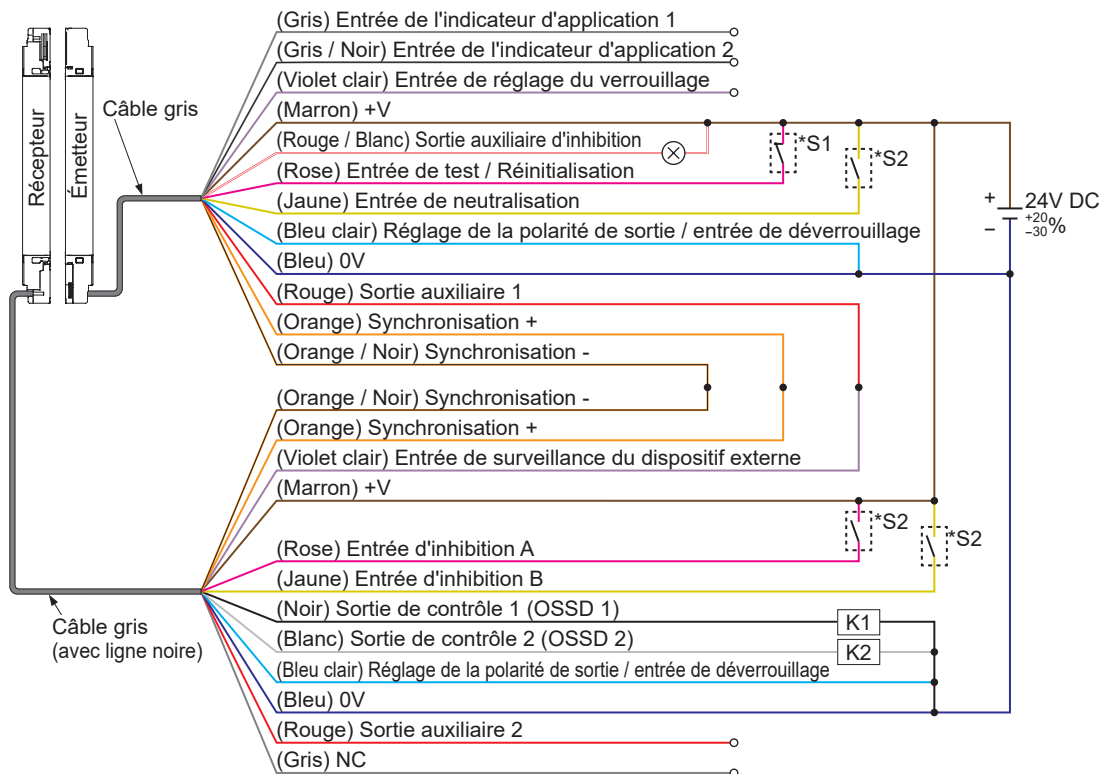 (Gris) Entrée de l'indicateur d'application 1
(Gris / Noir) Entrée de l'indicateur d'application 2
(Violet clair) Entrée de réglage du verrouillage
(Marron) +V
(Rouge / Blanc) Sortie auxiliaire d'inhibition
(Rose) Entrée de test / Réinitialisation
(Jaune) Entrée de neutralisation
(Bleu clair) Réglage de la polarité de sortie / entrée de déverrouillage
(Bleu) 0V
(Rouge) Sortie auxiliaire 1
(Orange) Synchronisation +
(Orange / Noir) Synchronisation -
Récepteur
Émetteur
Câble gris
*S1
*S2
+
−
24V DC
+20
−30%
(Orange / Noir) Synchronisation -
(Orange) Synchronisation +
(Violet clair) Entrée de surveillance du dispositif externe
(Marron) +V
(Rose) Entrée d'inhibition A
(Jaune) Entrée d'inhibition B
(Noir) Sortie de contrôle 1 (OSSD 1)
(Blanc) Sortie de contrôle 2 (OSSD 2)
(Bleu clair) Réglage de la polarité de sortie / entrée de déverrouillage
(Bleu) 0V
(Rouge) Sortie auxiliaire 2
(Gris) NC
*S2
*S2
K1
K2
Câble gris
(avec ligne noire)